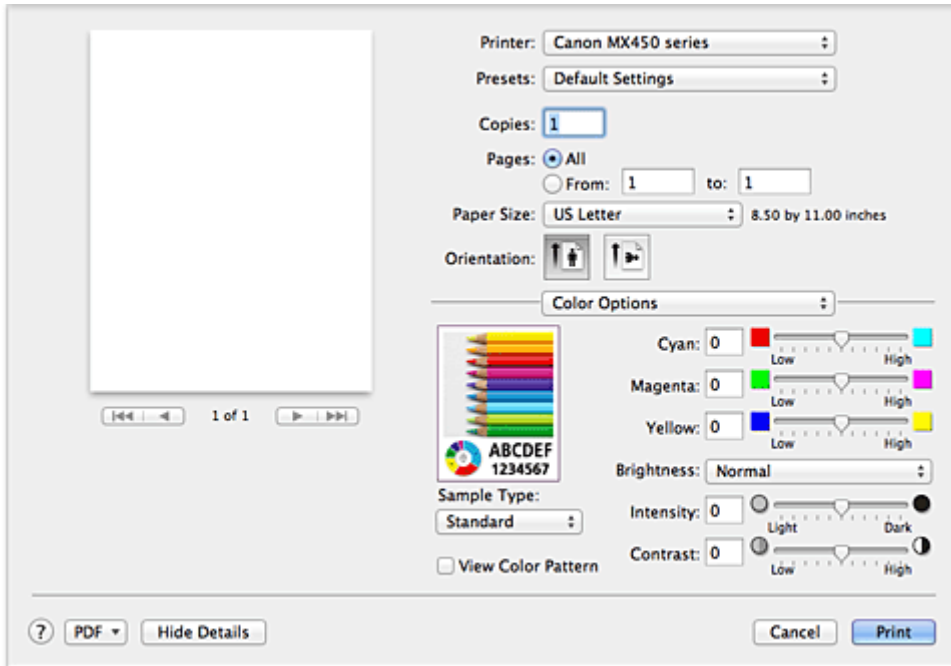 Printer: Canon MX450 series
Presets: Default Settings
Copies: 1
Pages: All
From: 1 to: 1
Paper Size: US Letter 8.50 by 11.00 inches
Orientation:
Color Options
1 of 1
ABCDEF
1234567
Sample Type:
Standard
View Color Pattern
Cyan: 0
Low High
Magenta: 0
Low High
Yellow: 0
Low High
Brightness: Normal
Intensity: 0
Light Dark
Contrast: 0
Low High
? PDF Hide Details Cancel Print